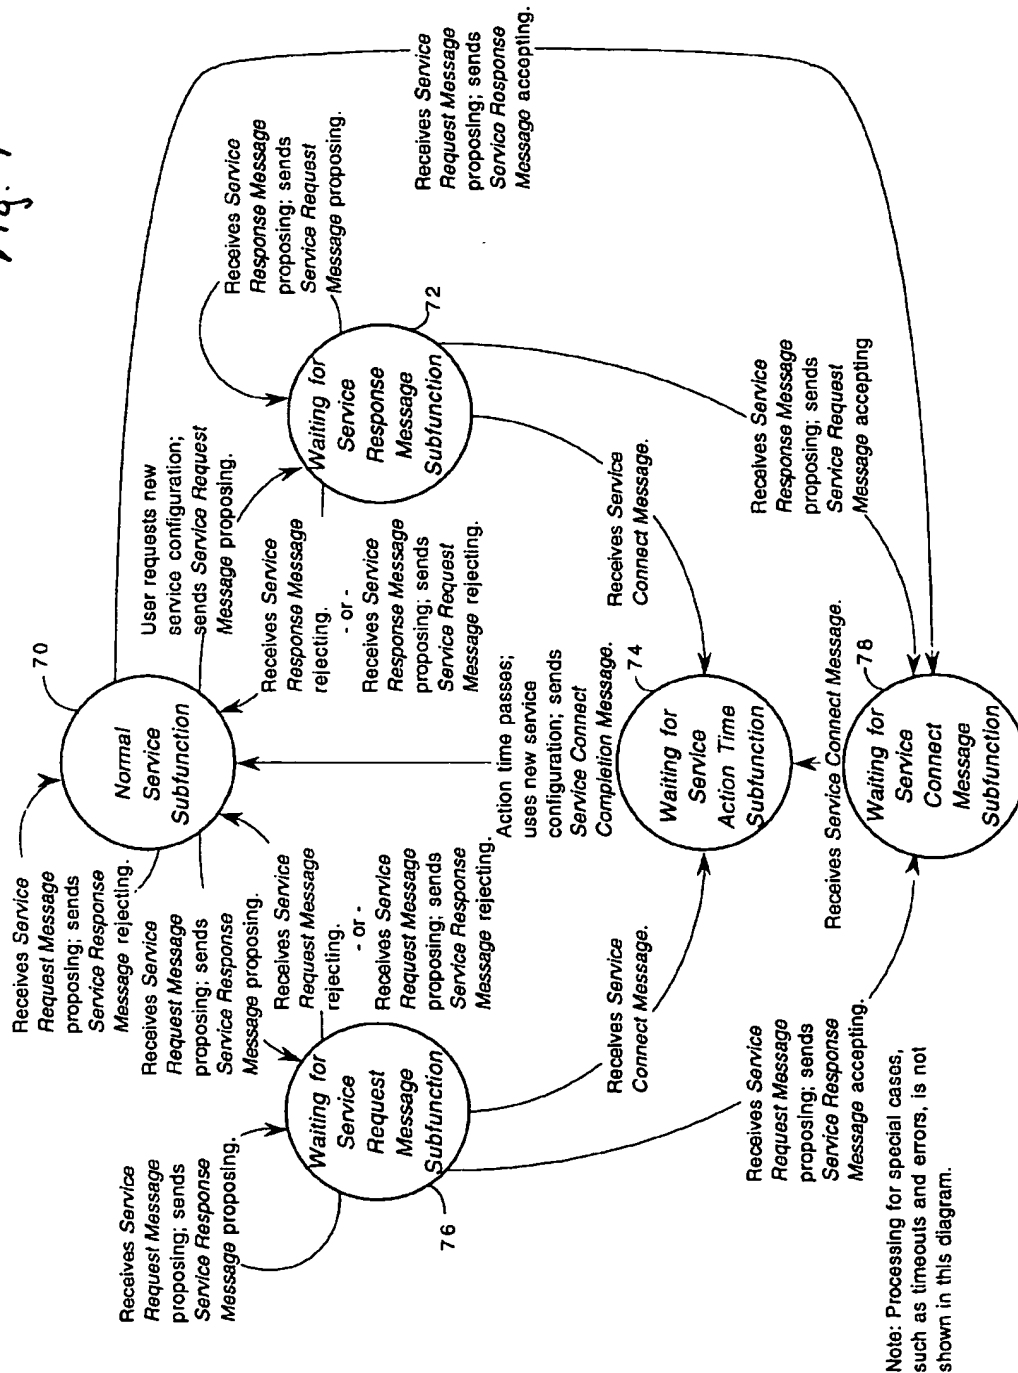 Fig. 7
Receives Service
Request Message
proposing; sends
Service Response
Message rejecting.
70
Normal
Service
Subfunction
Receives Service
Request Message
proposing; sends
Service Response
Message proposing.
User requests new
service configuration;
sends Service Request
Message proposing.
Receives Service
Response Message
proposing; sends
Service Request
Message proposing.
Receives Service
Request Message
proposing; sends
Service Rosponse
Message accepting.
Receives Service
Request Message
proposing; sends
Service Response
Message proposing.
Waiting for
Service
Request
Message
Subfunction
76
Receives Service
Request Message
rejecting.
- or -
Receives Service
Request Message
proposing; sends
Service Response
Message rejecting.
Receives Service
Response Message
rejecting.
- or -
Receives Service
Response Message
proposing; sends
Service Request
Message rejecting.
Waiting for
Service
Response
Message
Subfunction
72
Action time passes;
uses new service
configuration; sends
Service Connect
Completion Message.
Receives Service
Connect Message.
Receives Service
Connect Message.
74
Waiting for
Service
Action Time
Subfunction
Receives Service
Request Message
proposing; sends
Service Response
Message accepting.
Receives Service
Response Message
proposing; sends
Service Request
Message accepting
Receives Service Connect Message.
78
Waiting for
Service
Connect
Message
Subfunction
Note: Processing for special cases,
such as timeouts and errors, is not
shown in this diagram.